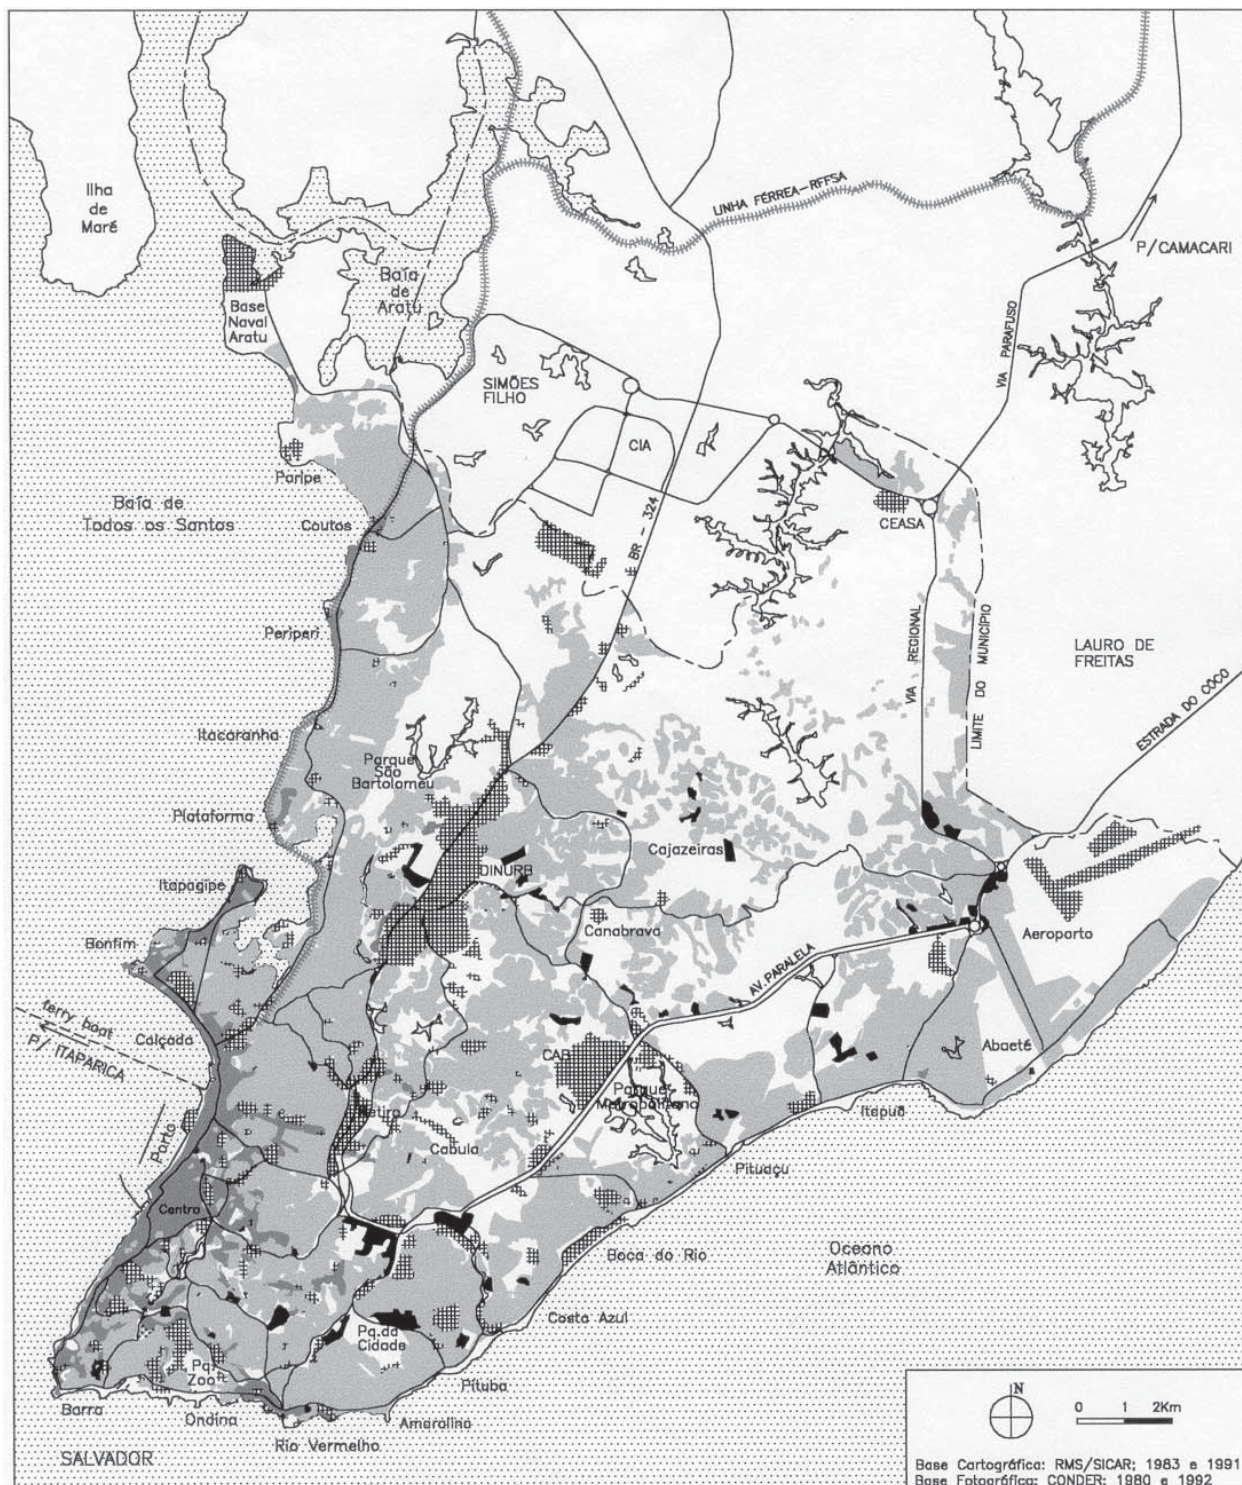 LINHA FÉRREA-RFFSA
Ilha
de
Maré
P/CAMACARI
Baía
de
Aratu
Base
Naval
Aratu
VIA PARAFUSO
SIMÕES
FILHO
CIA
Paripe
Baía de
Todos os Santos
Coutos
BR - 324
CEASA
Periperi
VIA REGIONAL
LIMITE DO MUNICÍPIO
LAURO DE
FREITAS
ESTRADA DO CÔCO
Itacaranha
Parque
São
Bartolomeu
Plataforma
Cajazeiras
DINURB
Itapagipe
Canabrava
Bonfim
Aeroporto
AV. PARALELA
ferry boat
P/ ITAPARICA
Calçada
Abaeté
CAB
Parque
Metropolitano
Retiro
Itapuã
Porto
Cabula
Pituaçu
Centro
Boca do Rio
Oceano
Atlântico
Costa Azul
Pq.da
Cidade
Pq.
Zoo
Pituba
Barra
Ondina
Amaralina
Rio Vermelho
SALVADOR
N
0 1 2Km
Base Cartográfica: RMS/SICAR; 1983 e 1991
Base Fotográfica: CONDER; 1980 e 1992